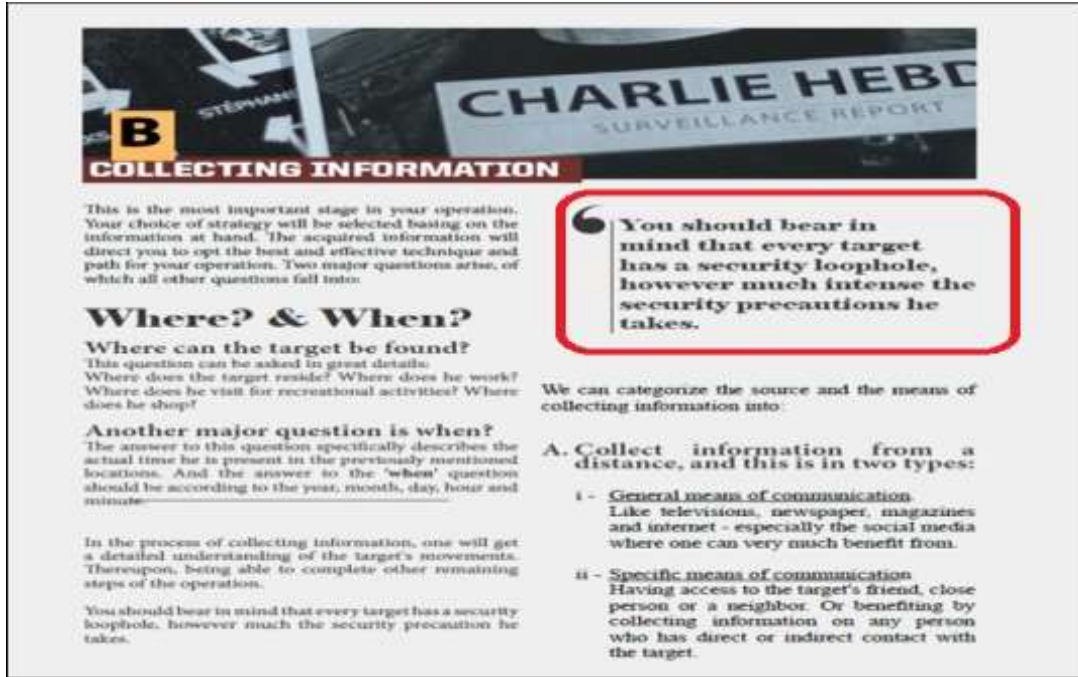 STÉPHANE
CHARLIE HEBD
SURVEILLANCE REPORT
B
COLLECTING INFORMATION
This is the most important stage in your operation.
Your choice of strategy will be selected basing on the
information at hand. The acquired information will
direct you to opt the best and effective technique and
path for your operation. Two major questions arise, of
which all other questions fall into:
Where? & When?
Where can the target be found?
This question can be asked in great details:
Where does the target reside? Where does he work?
Where does he visit for recreational activities? Where
does he shop?
Another major question is when?
The answer to this question specifically describes the
actual time he is present in the previously mentioned
locations. And the answer to the 'when' question
should be according to the year, month, day, hour and
minute.
In the process of collecting information, one will get
a detailed understanding of the target's movements.
Thereupon, being able to complete other remaining
steps of the operation.
You should bear in mind that every target has a security
loophole, however much the security precaution he
takes.
You should bear in
mind that every target
has a security loophole,
however much intense the
security precautions he
takes.
We can categorize the source and the means of
collecting information into:
A. Collect information from a
distance, and this is in two types:
i - General means of communication
Like televisions, newspaper, magazines
and internet - especially the social media
where one can very much benefit from.
ii - Specific means of communication
Having access to the target's friend, close
person or a neighbor. Or benefiting by
collecting information on any person
who has direct or indirect contact with
the target.